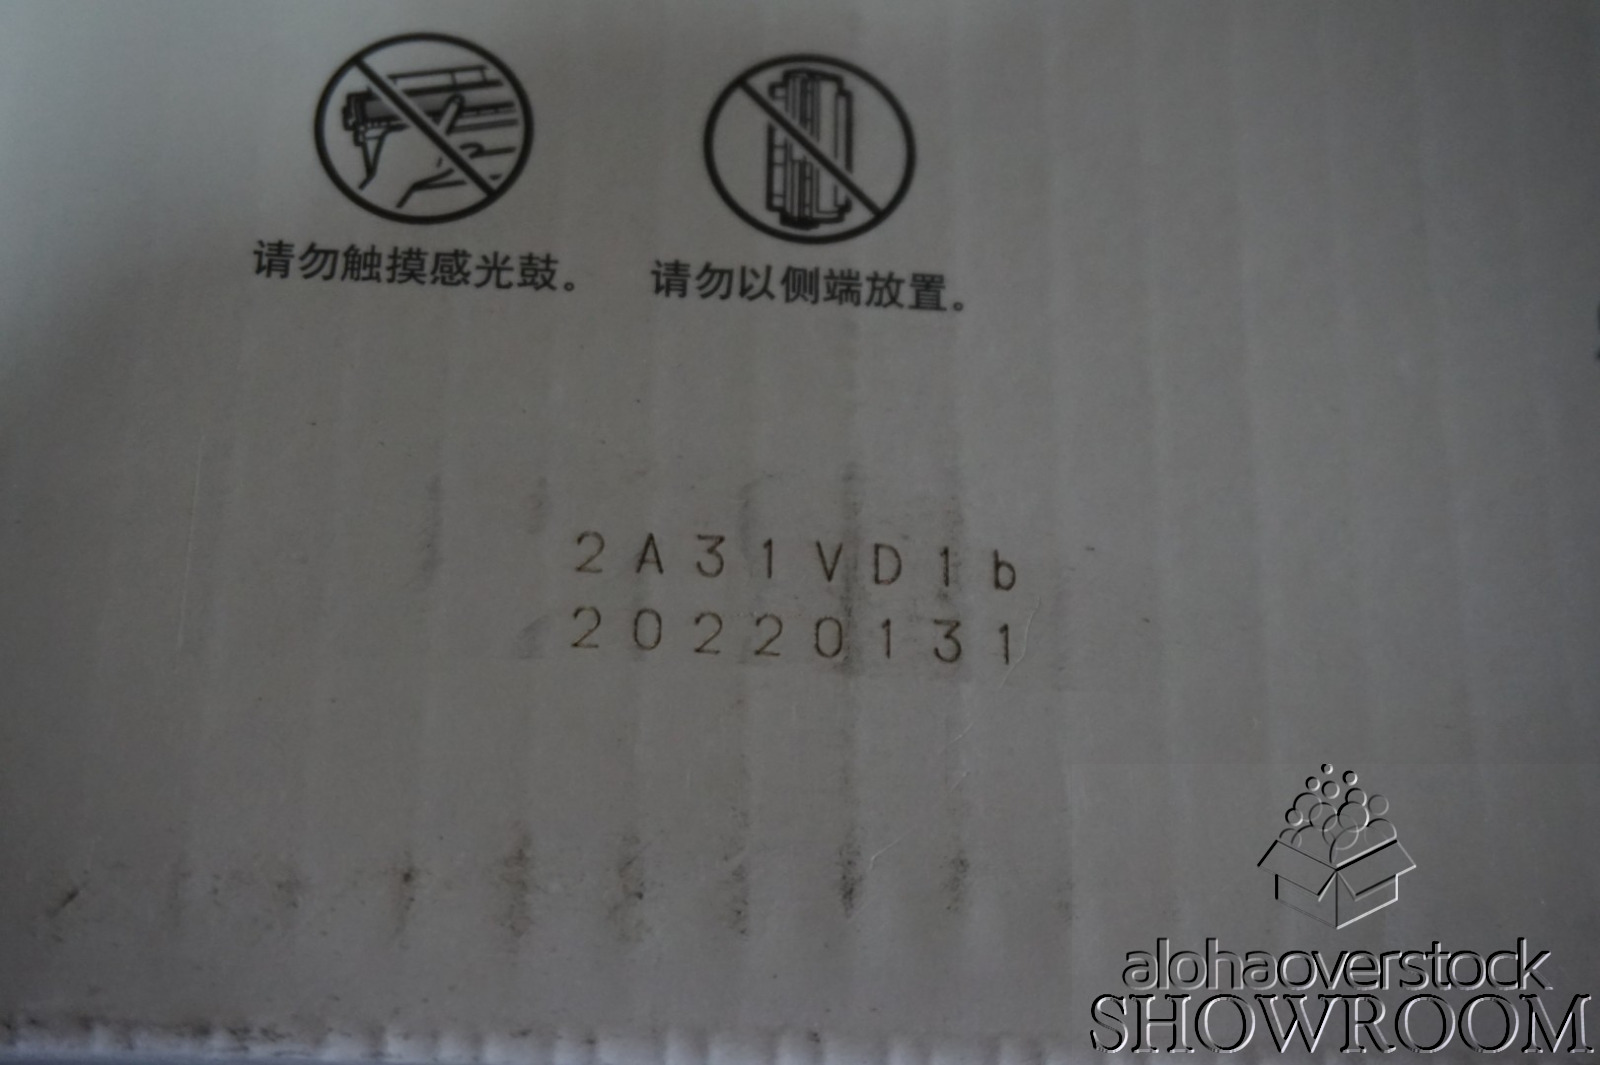 请勿触摸感光鼓。
请勿以侧端放置。
2A31VD1b
20220131
alohaoverstock
SHOWROOM